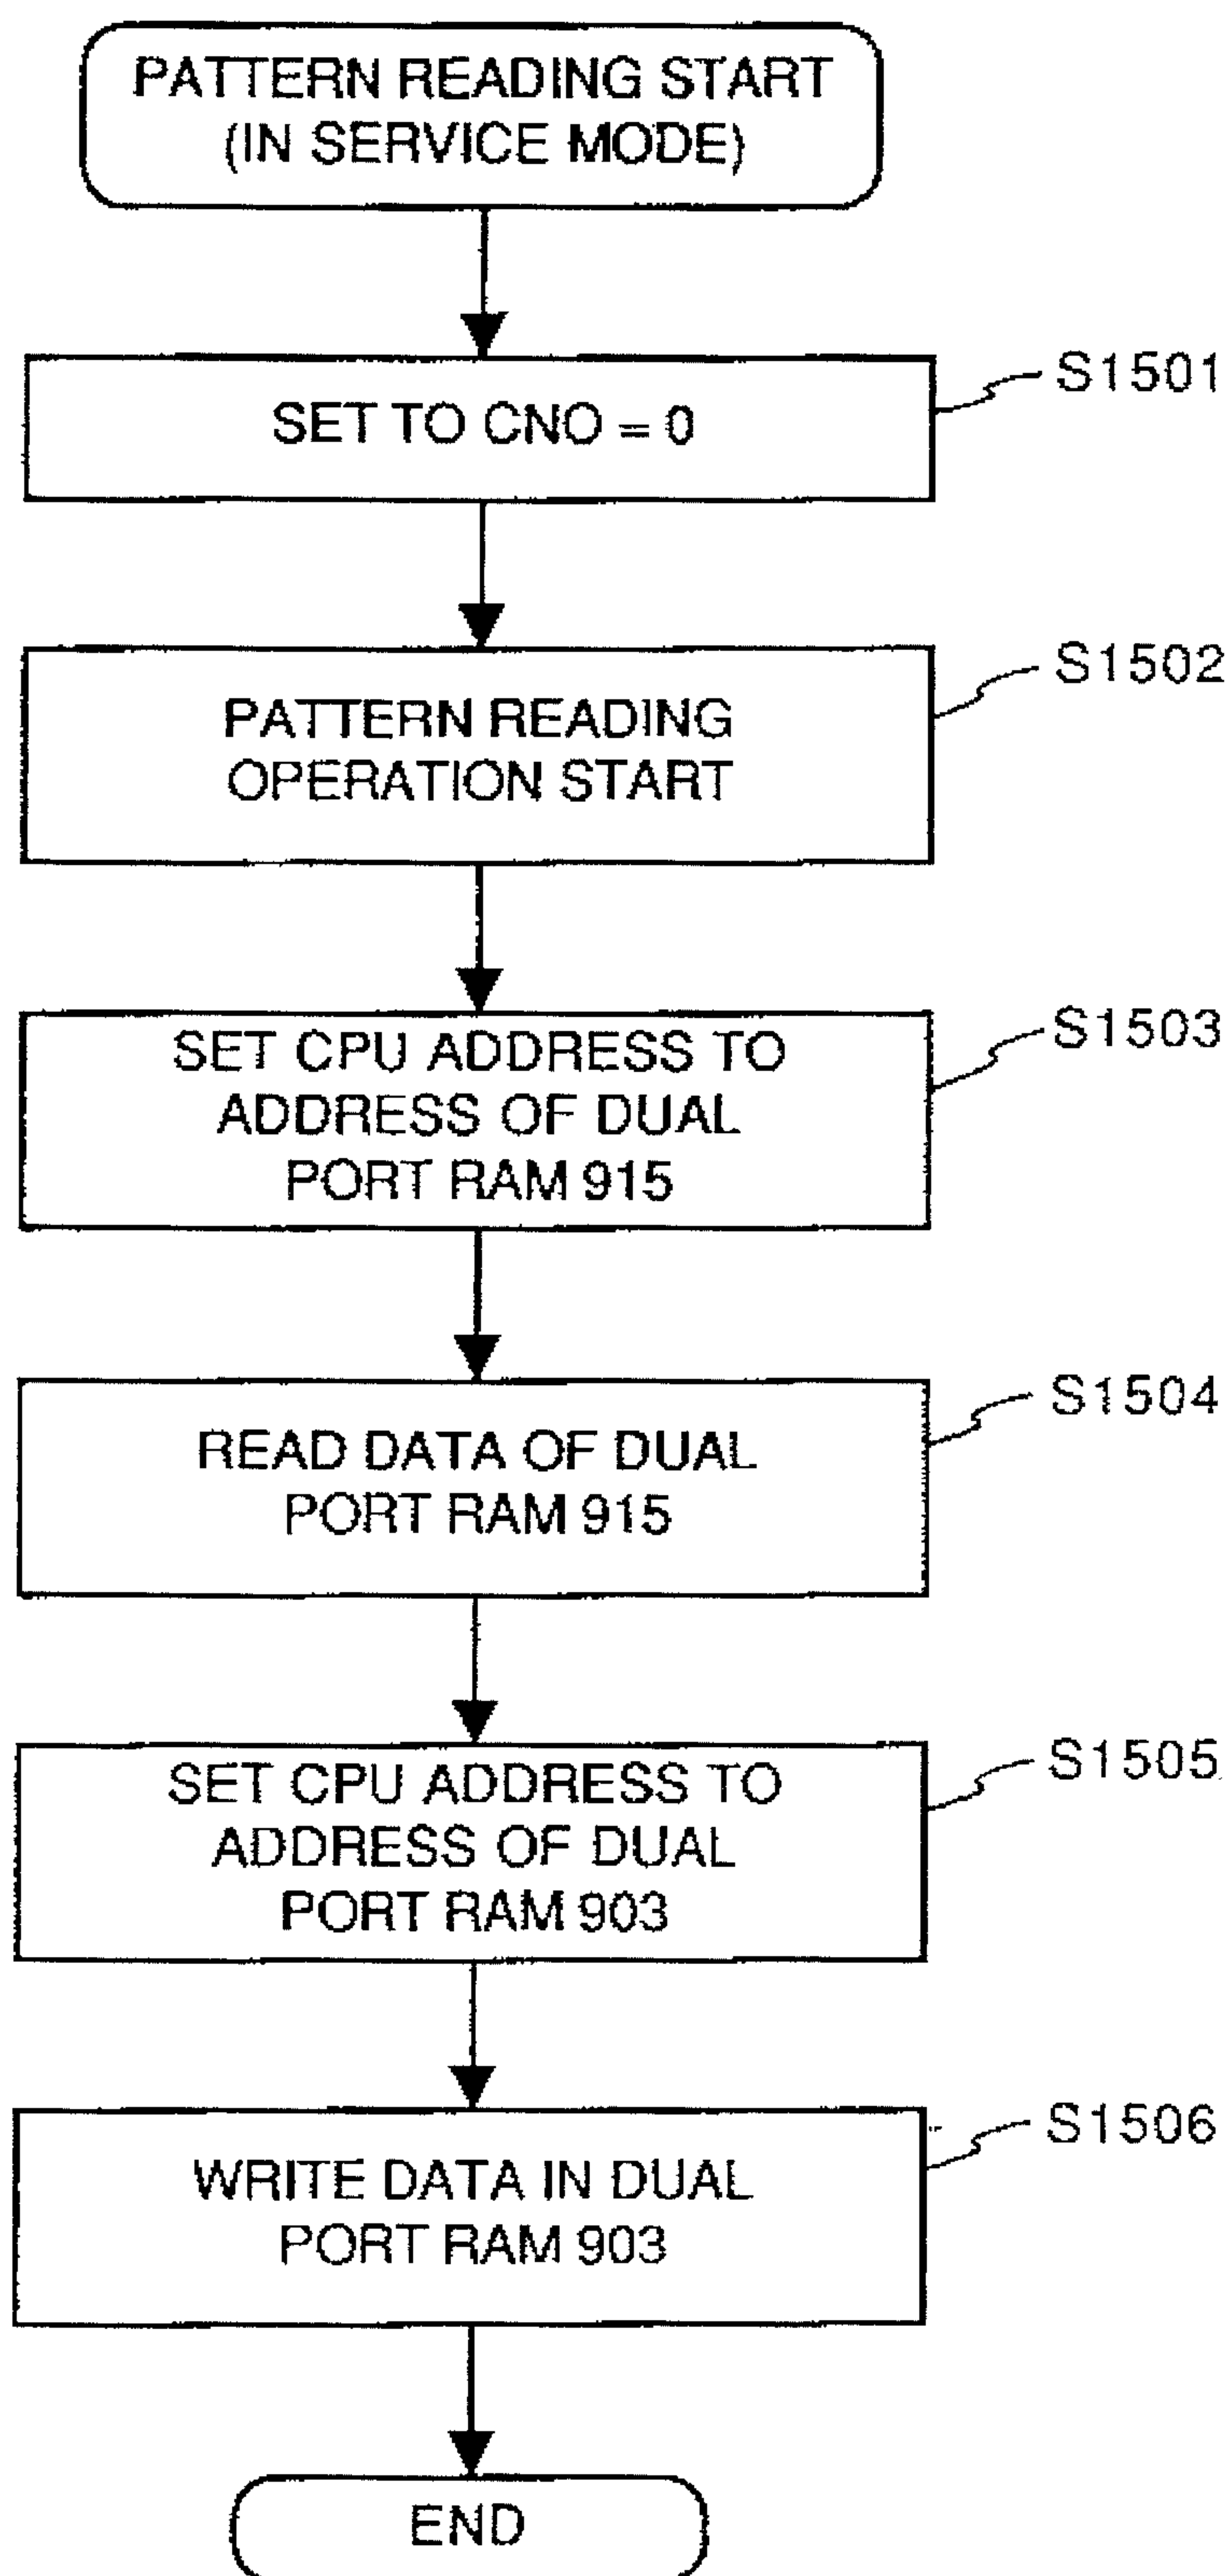 PATTERN READING START
(IN SERVICE MODE)
S1501
SET TO CNO = 0
S1502
PATTERN READING
OPERATION START
S1503
SET CPU ADDRESS TO
ADDRESS OF DUAL
PORT RAM 915
S1504
READ DATA OF DUAL
PORT RAM 915
S1505
SET CPU ADDRESS TO
ADDRESS OF DUAL
PORT RAM 903
S1506
WRITE DATA IN DUAL
PORT RAM 903
END